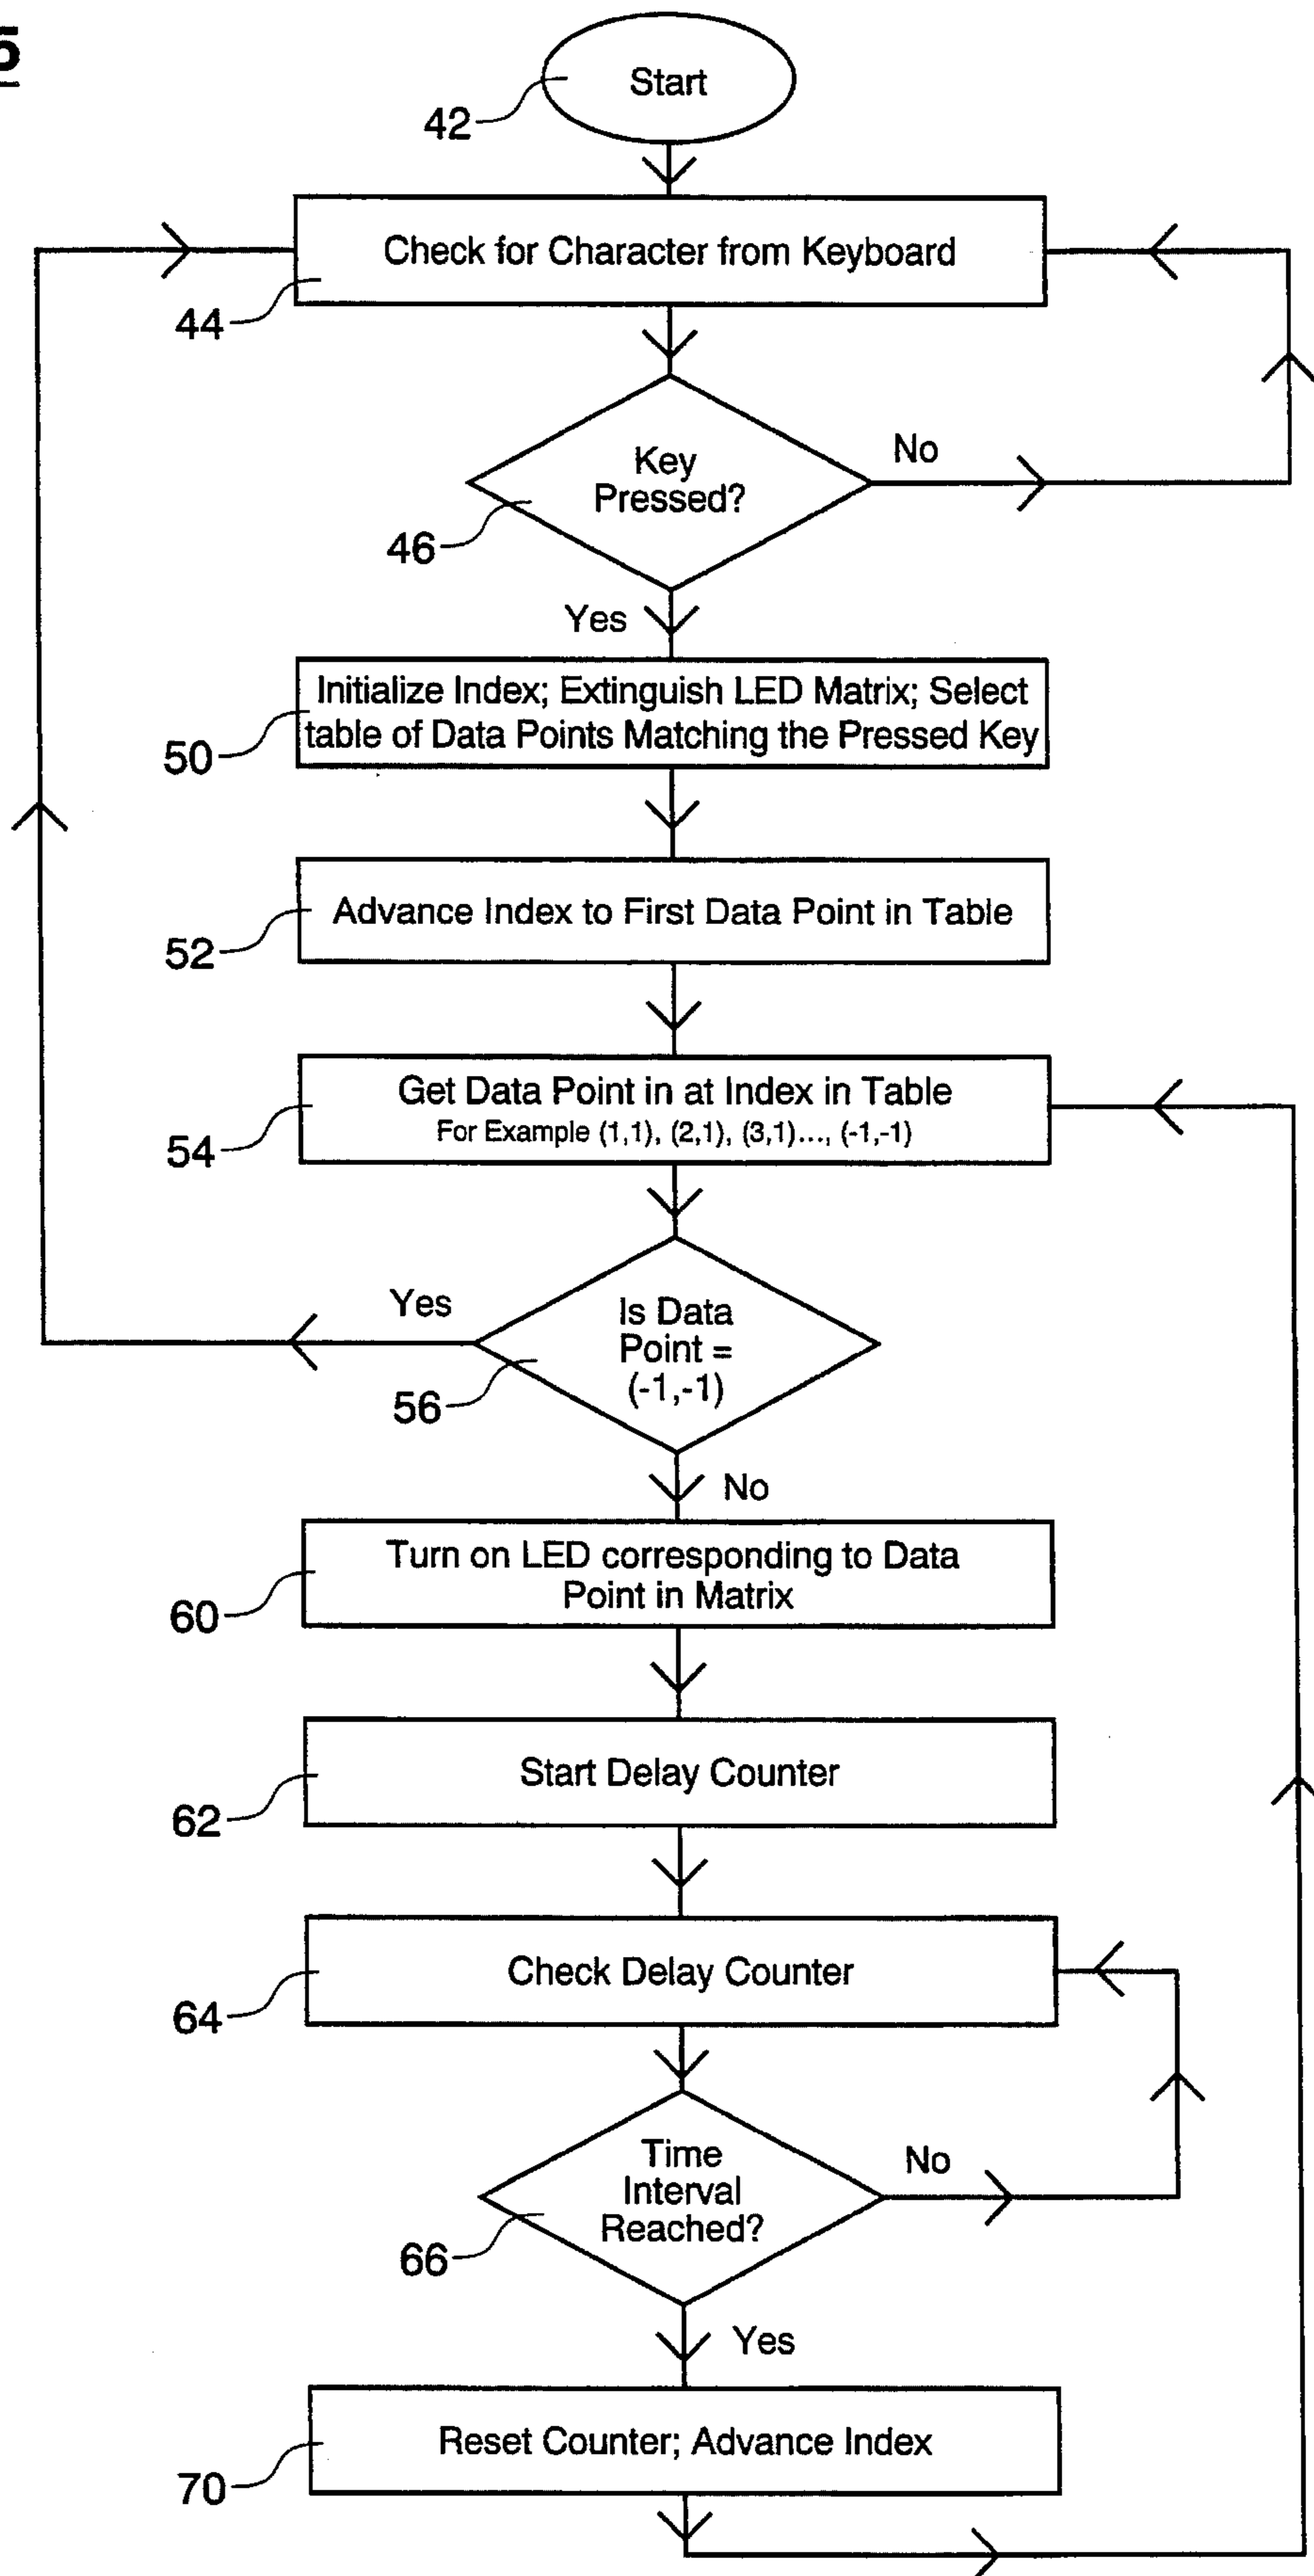 5
Start
42
Check for Character from Keyboard
44
Key
Pressed?
No
46
Yes
Initialize Index; Extinguish LED Matrix; Select
table of Data Points Matching the Pressed Key
50
Advance Index to First Data Point in Table
52
Get Data Point in at Index in Table
For Example (1,1), (2,1), (3,1)..., (-1,-1)
54
Yes
Is Data
Point =
(-1,-1)
56
No
Turn on LED corresponding to Data
Point in Matrix
60
Start Delay Counter
62
Check Delay Counter
64
Time
Interval
Reached?
No
66
Yes
Reset Counter; Advance Index
70